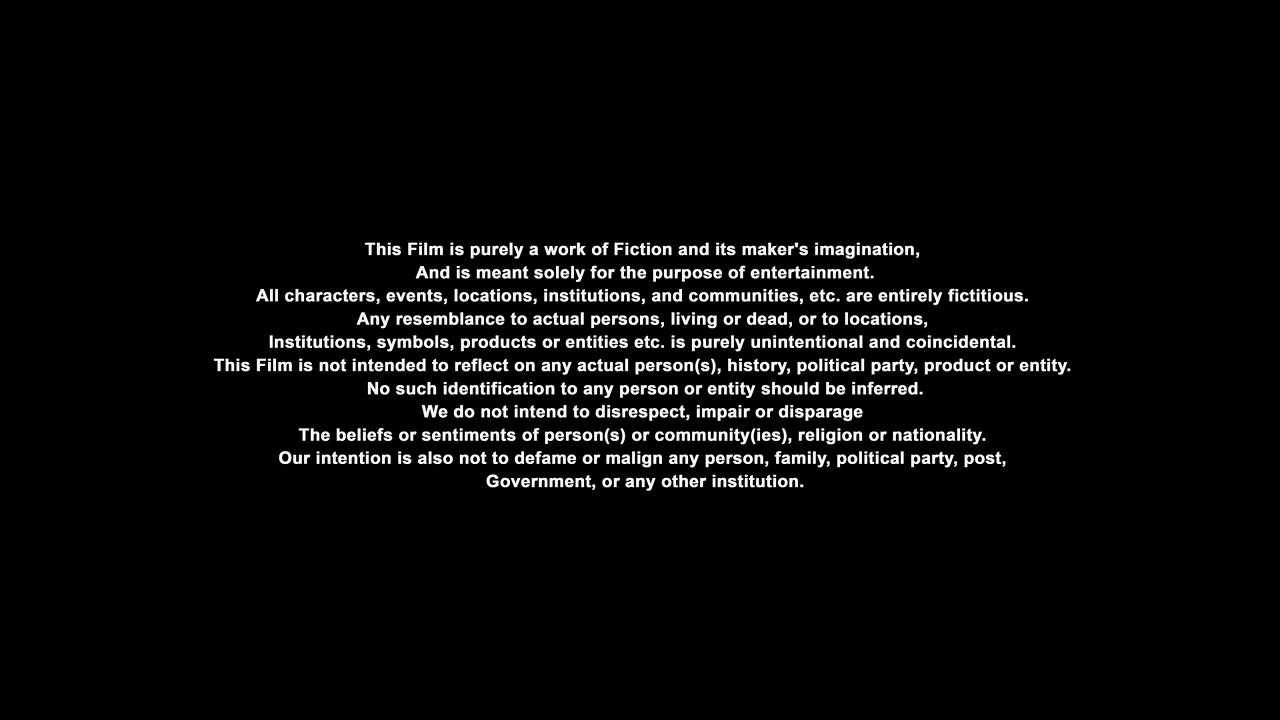 This Film is purely a work of Fiction and its maker's imagination,
And is meant solely for the purpose of entertainment.
All characters, events, locations, institutions, and communities, etc. are entirely fictitious.
Any resemblance to actual persons, living or dead, or to locations,
Institutions, symbols, products or entities etc. is purely unintentional and coincidental.
This Film is not intended to reflect on any actual person(s), history, political party, product or entity.
No such identification to any person or entity should be inferred.
We do not intend to disrespect, impair or disparage
The beliefs or sentiments of person(s) or community(ies), religion or nationality.
Our intention is also not to defame or malign any person, family, political party, post,
Government, or any other institution.